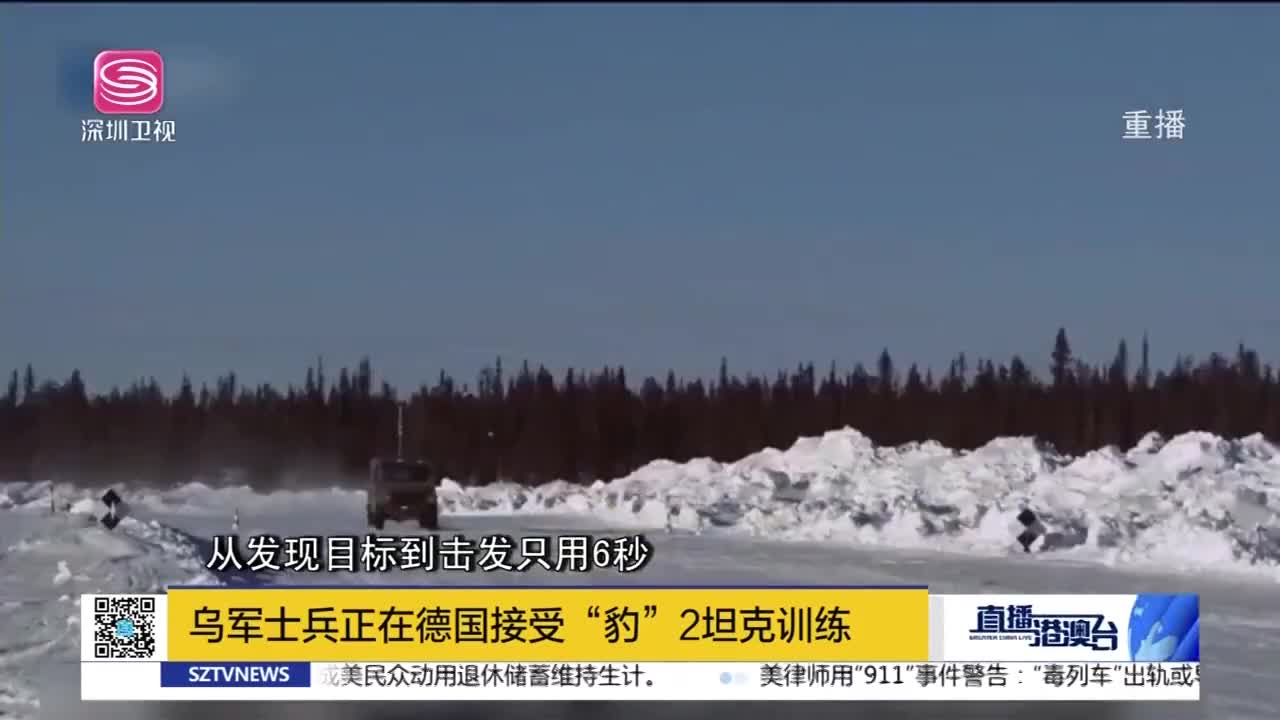 深圳卫视
重播
从发现目标到击发只用6秒
乌军士兵正在德国接受“豹”2坦克训练
直播港澳台
GREATER CHINA LIVE
SZTVNEWS
成美民众动用退休储蓄维持生计。 美律师用“911”事件警告：“毒列车”出轨或